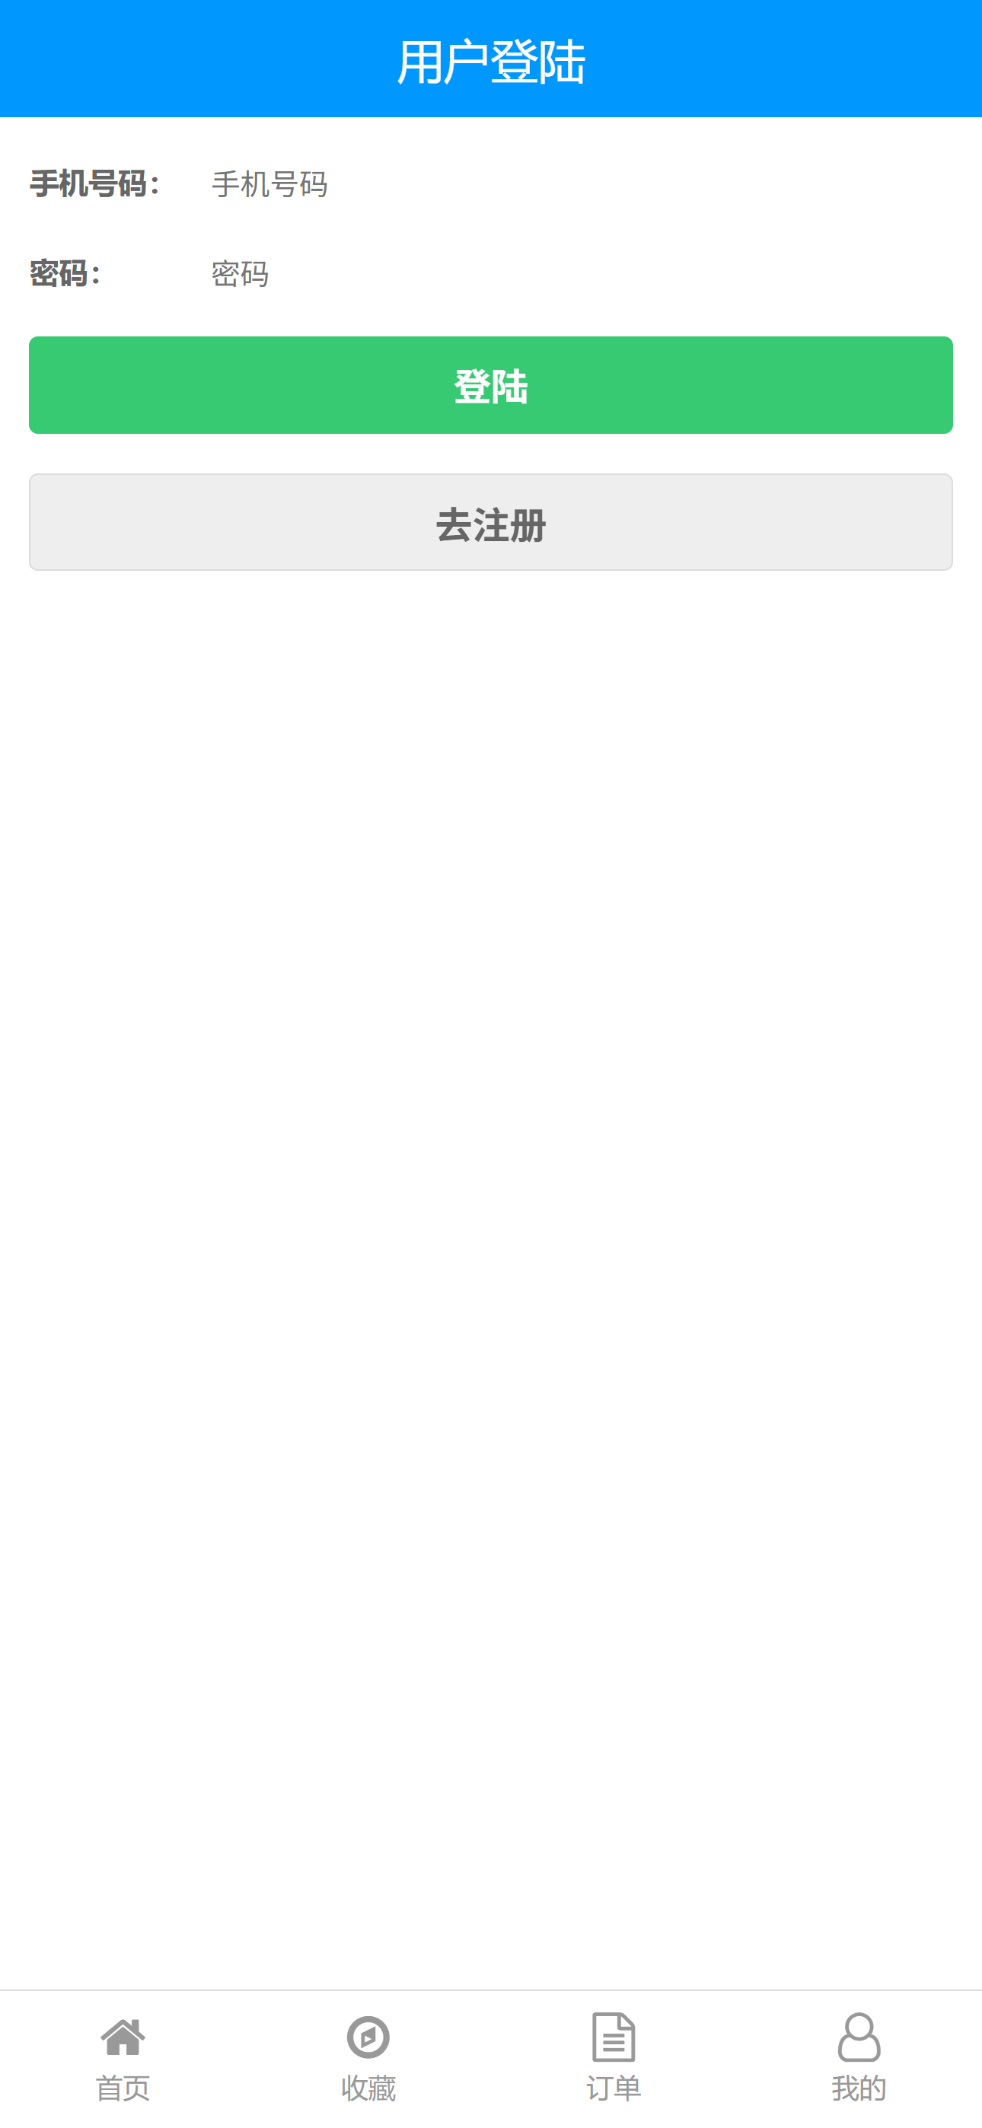 用户登陆
手机号码: 手机号码
密码: 密码
登陆
去注册
首页 收藏 订单 我的